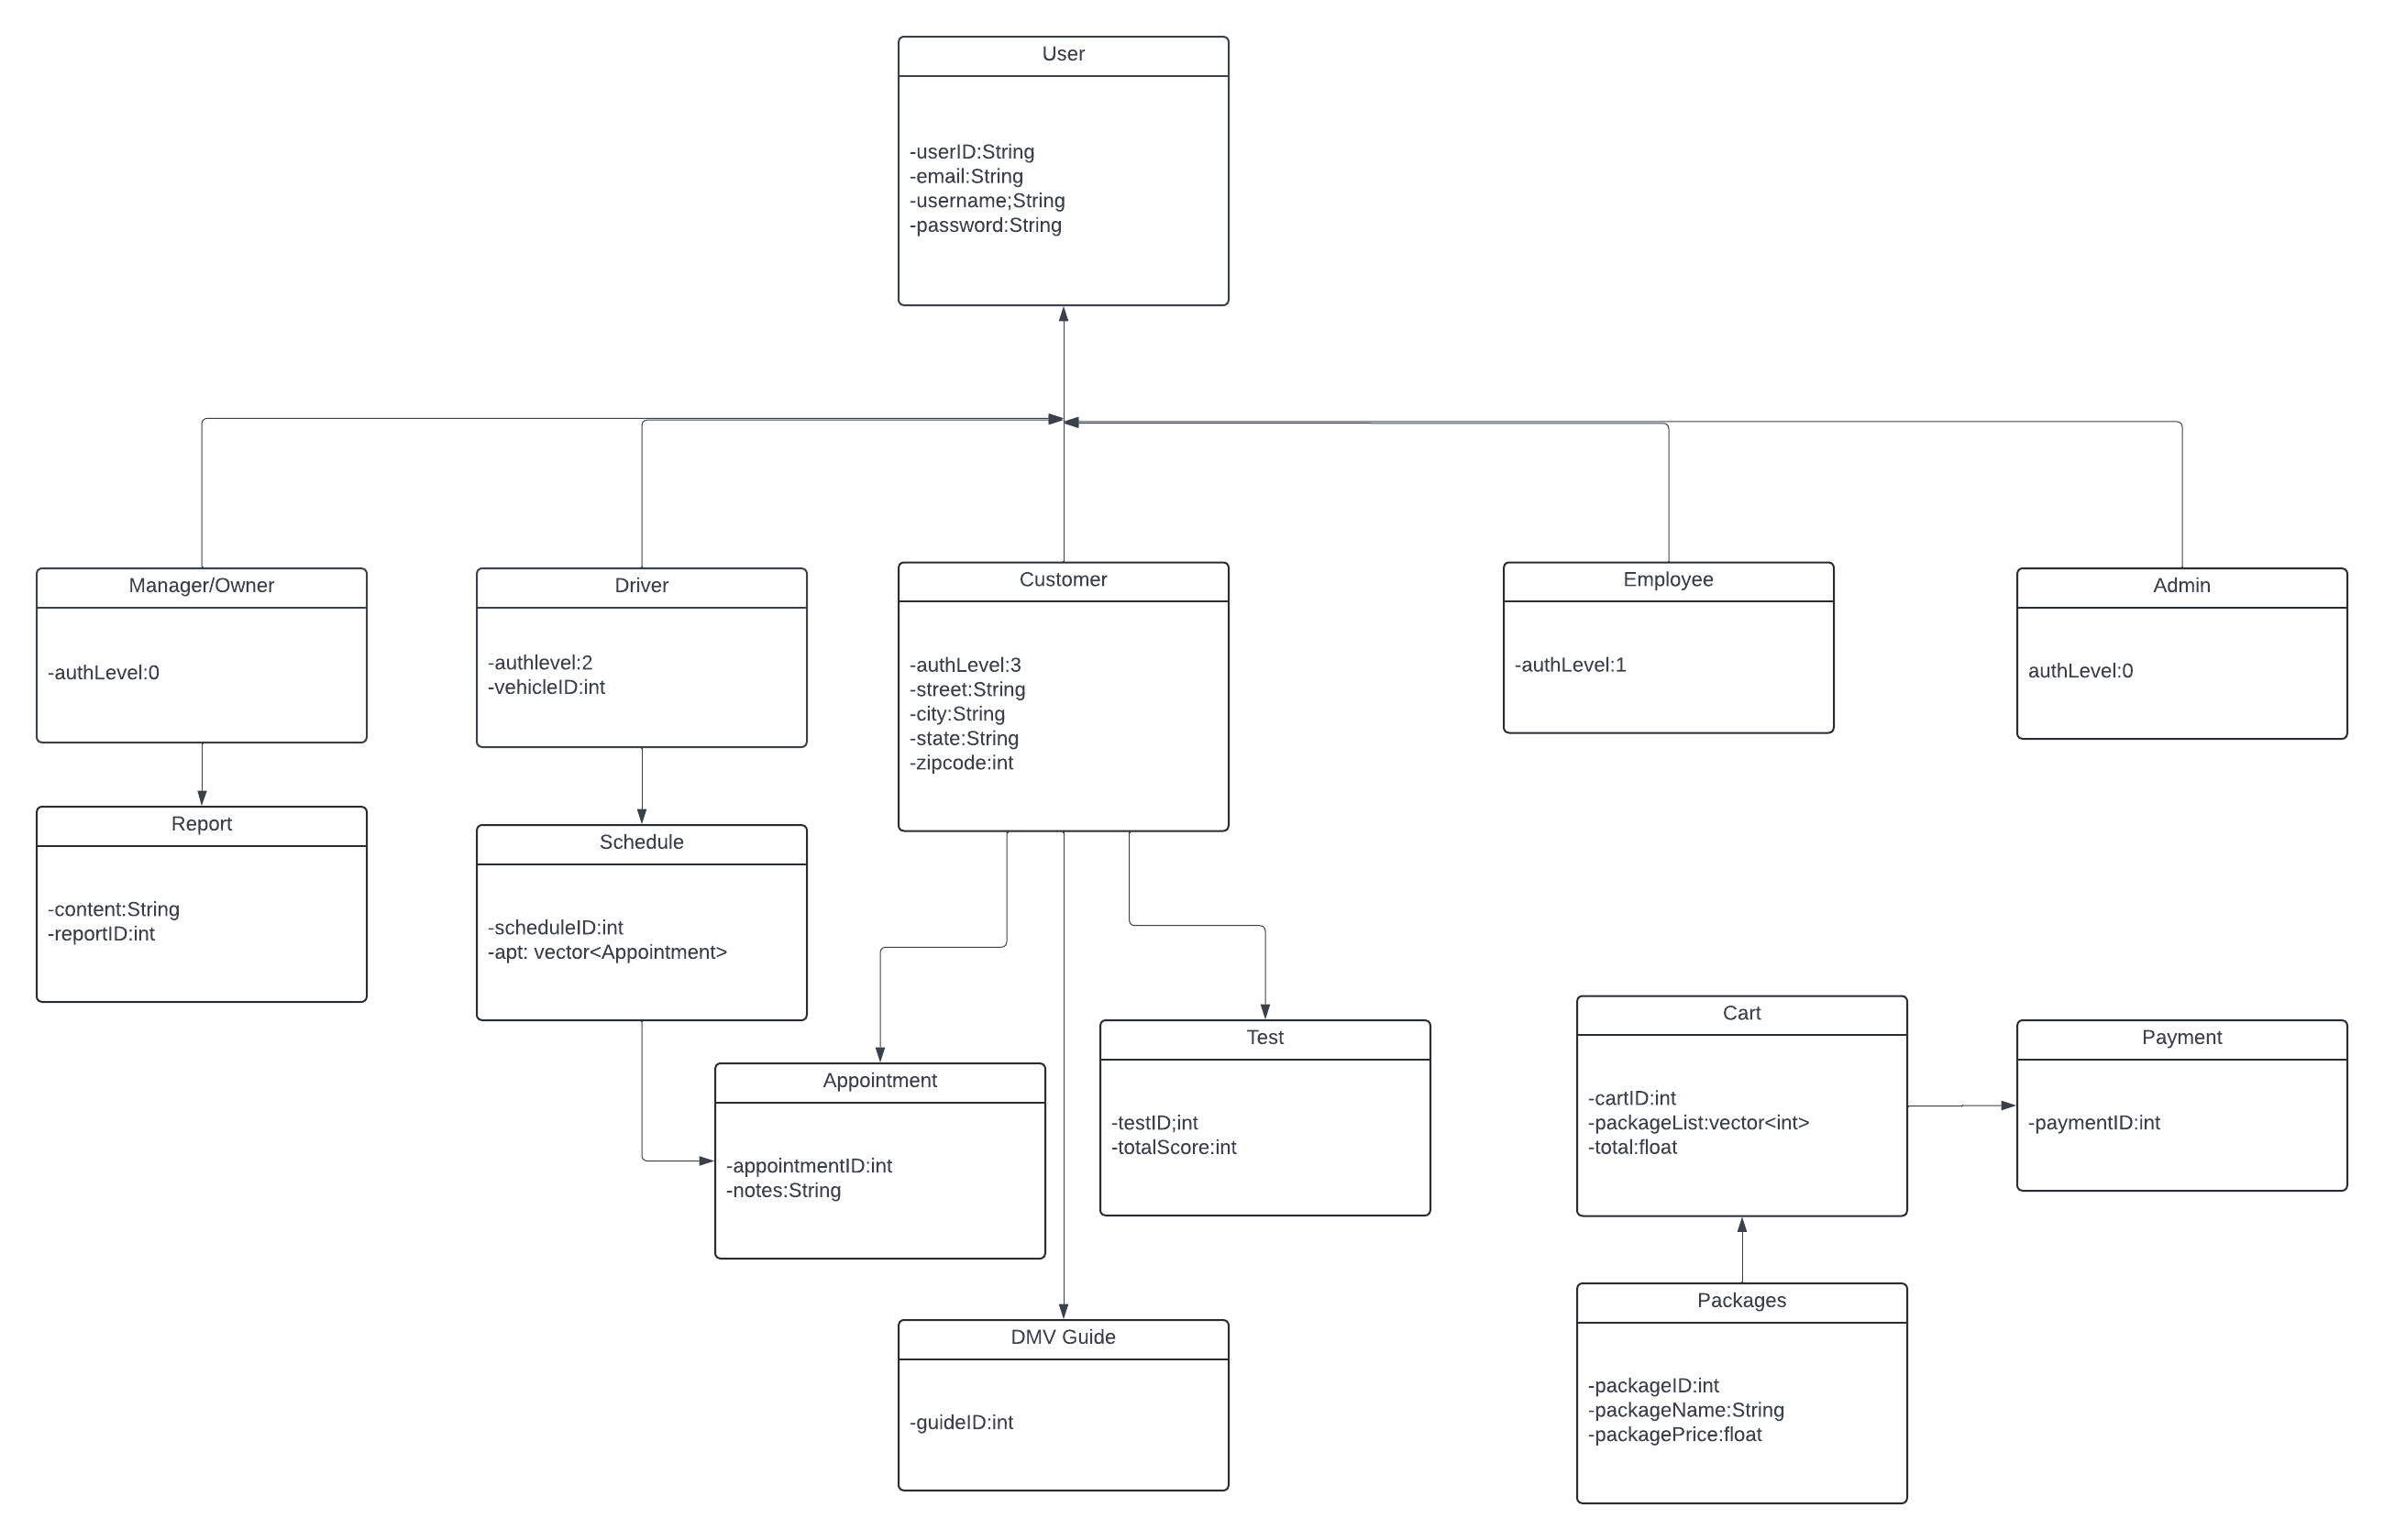 User
-userID:String
-email:String
-username;String
-password:String
Manager/Owner
-authLevel:0
Driver
-authlevel:2
-vehicleID:int
Customer
-authLevel:3
-street:String
-city:String
-state:String
-zipcode:int
Employee
-authLevel:1
Admin
authLevel:0
Report
-content:String
-reportID:int
Schedule
-scheduleID:int
-apt: vector<Appointment>
Appointment
-appointmentID:int
-notes:String
Test
-testID;int
-totalScore:int
Cart
-cartID:int
-packageList:vector<int>
-total:float
Payment
-paymentID:int
DMV Guide
-guideID:int
Packages
-packageID:int
-packageName:String
-packagePrice:float